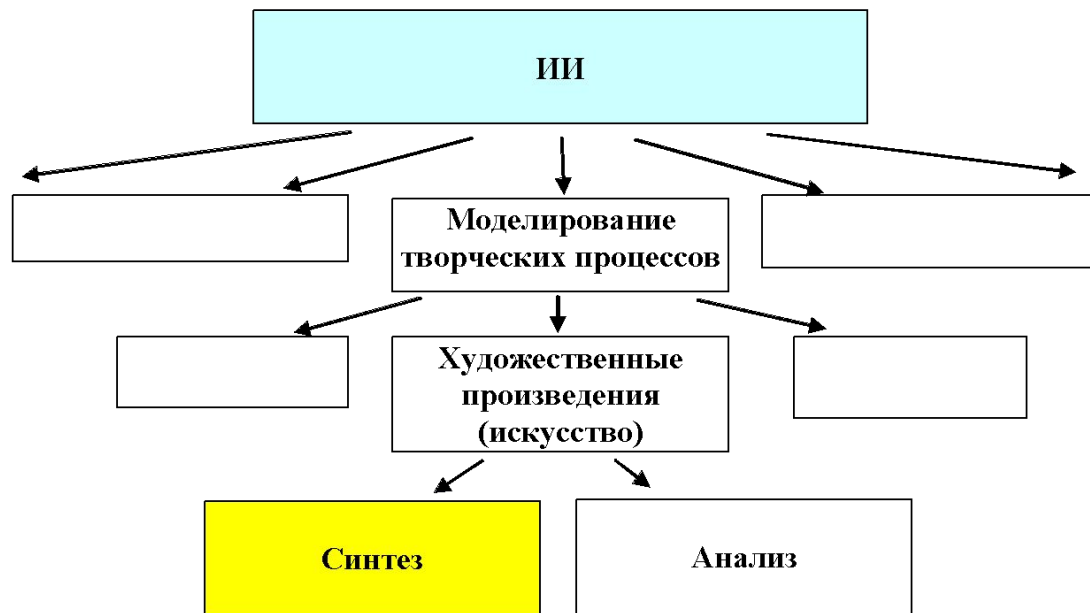 ИИ
Моделирование
творческих процессов
Художественные
произведения
(искусство)
Синтез
Анализ